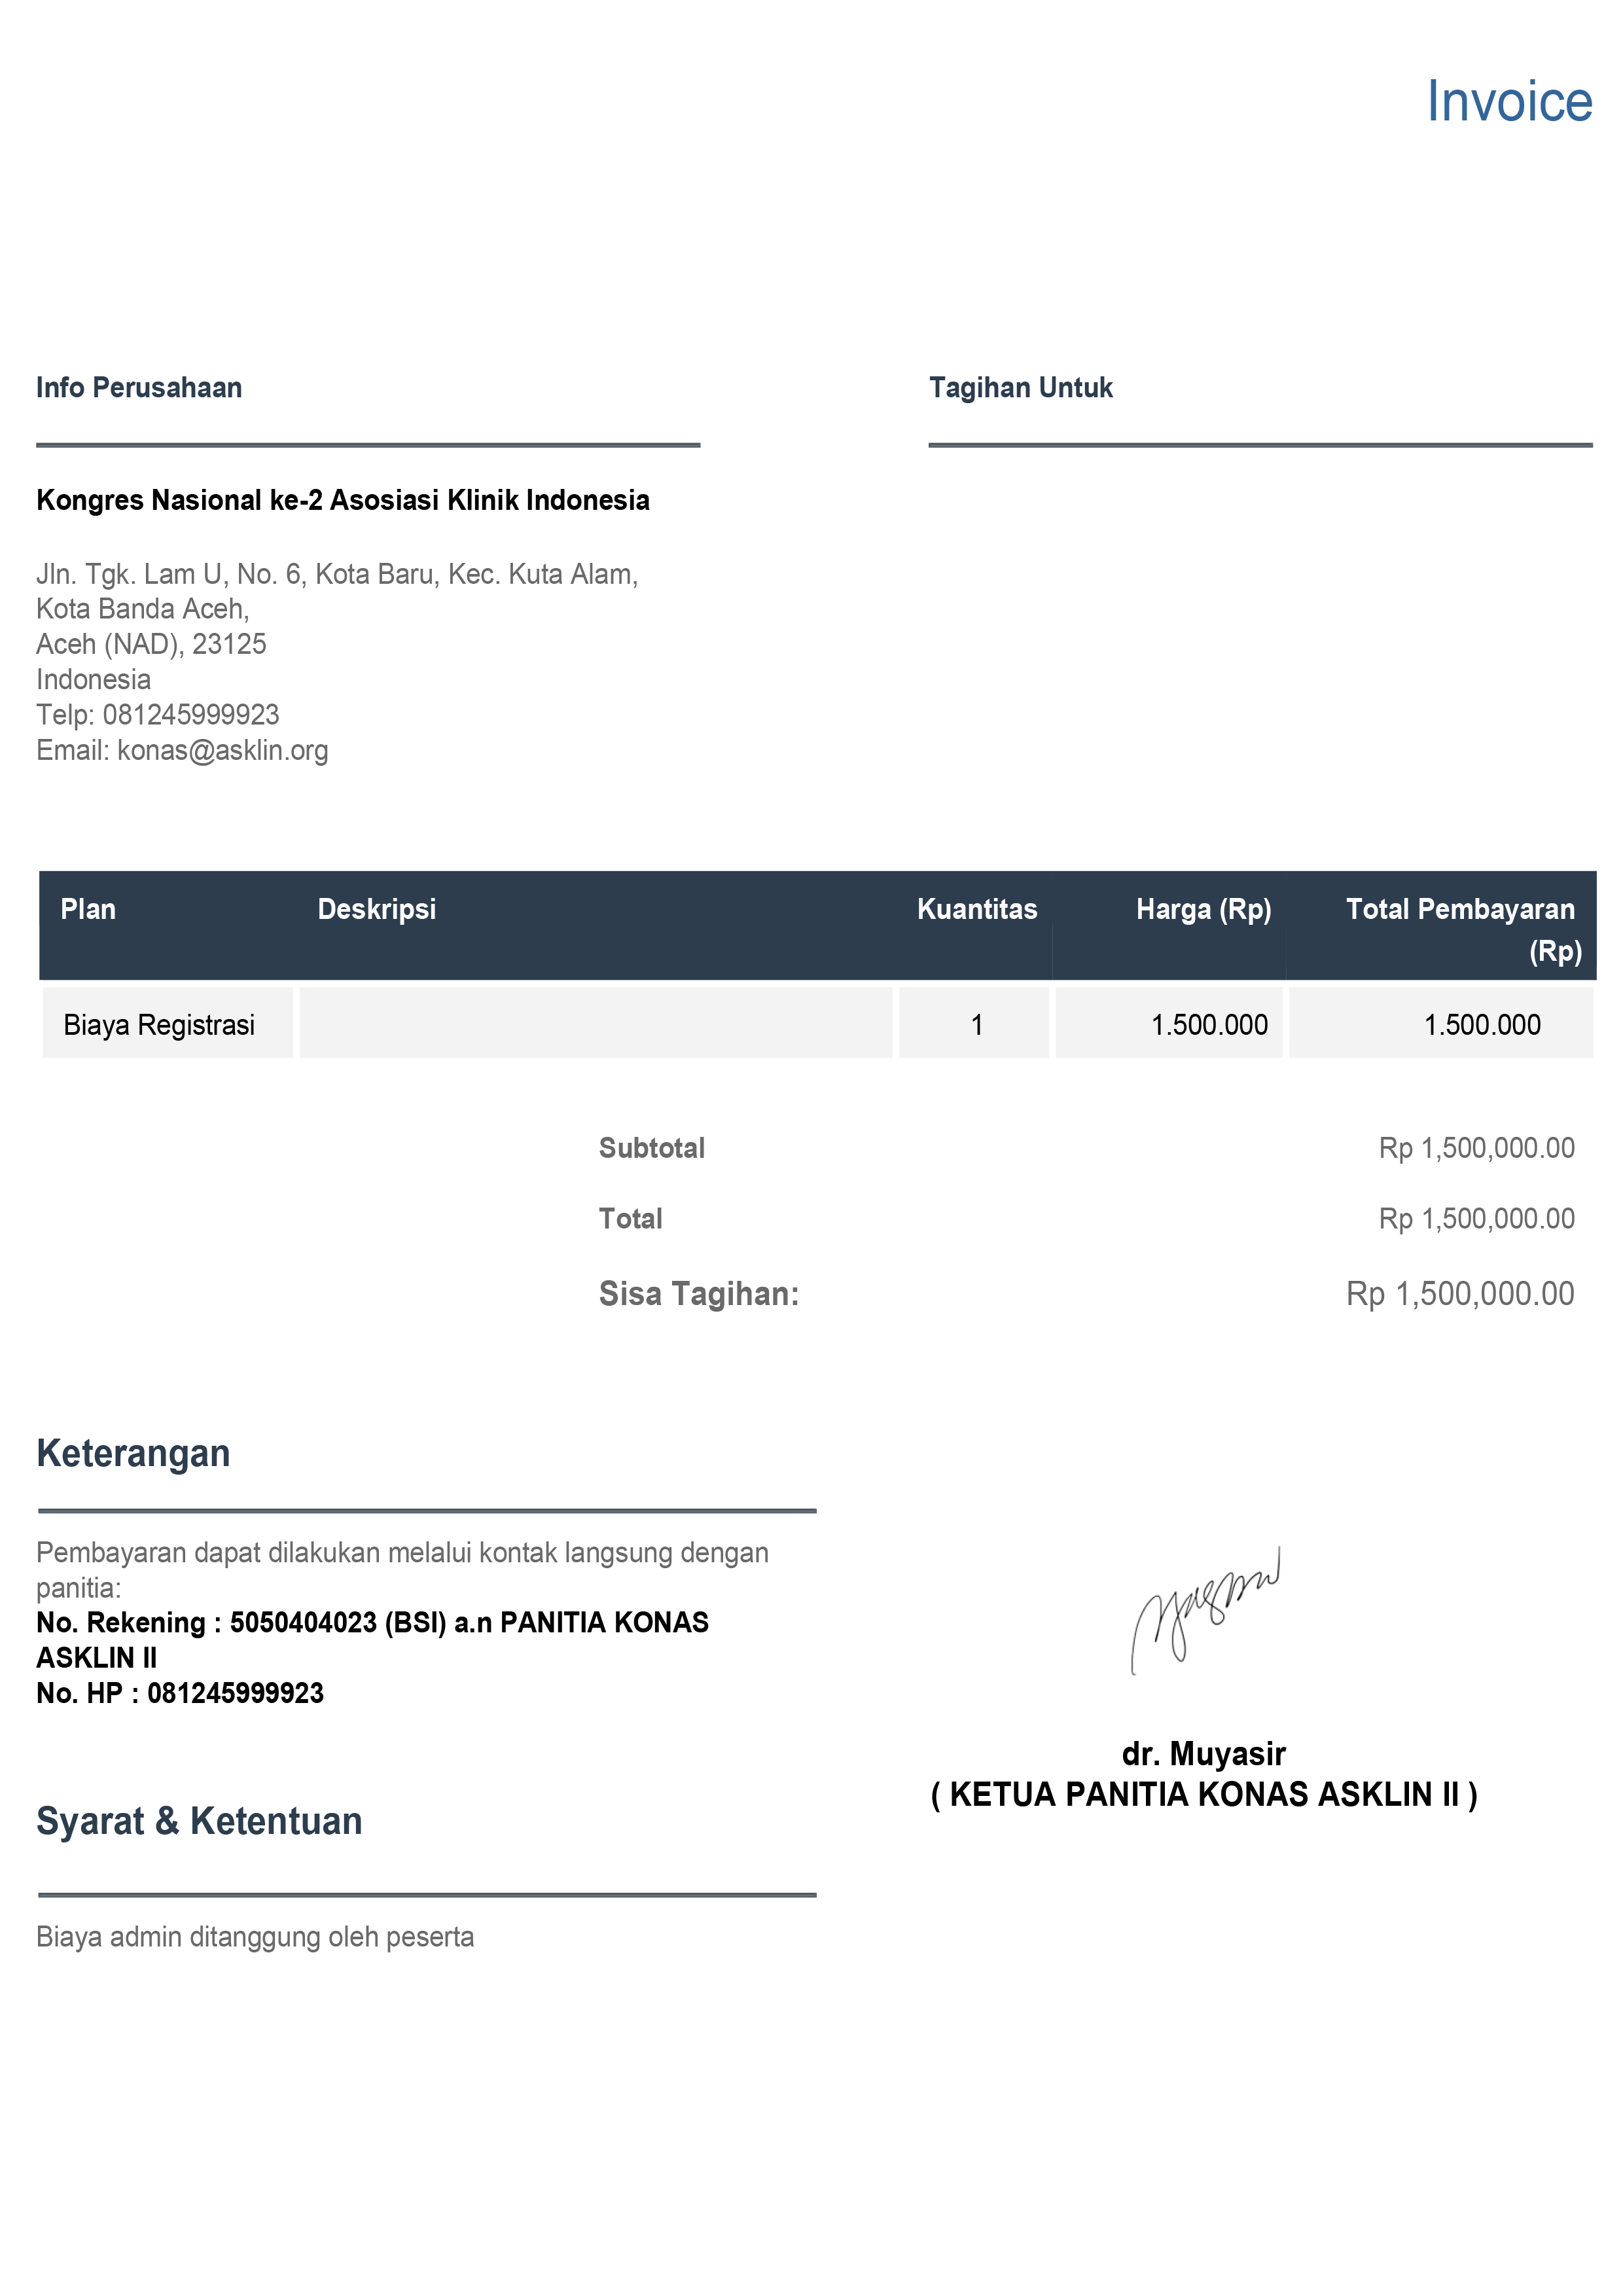 Invoice
Info Perusahaan
Tagihan Untuk
Kongres Nasional ke-2 Asosiasi Klinik Indonesia
Jln. Tgk. Lam U, No. 6, Kota Baru, Kec. Kuta Alam,
Kota Banda Aceh,
Aceh (NAD), 23125
Indonesia
Telp: 081245999923
Email: konas@asklin.org
Plan Deskripsi Kuantitas Harga (Rp) Total Pembayaran
(Rp)
Biaya Registrasi 1 1.500.000 1.500.000
Subtotal Rp 1,500,000.00
Total Rp 1,500,000.00
Sisa Tagihan: Rp 1,500,000.00
Keterangan
Pembayaran dapat dilakukan melalui kontak langsung dengan
panitia:
No. Rekening : 5050404023 (BSI) a.n PANITIA KONAS
ASKLIN II
No. HP : 081245999923
dr. Muyasir
( KETUA PANITIA KONAS ASKLIN II )
Syarat & Ketentuan
Biaya admin ditanggung oleh peserta